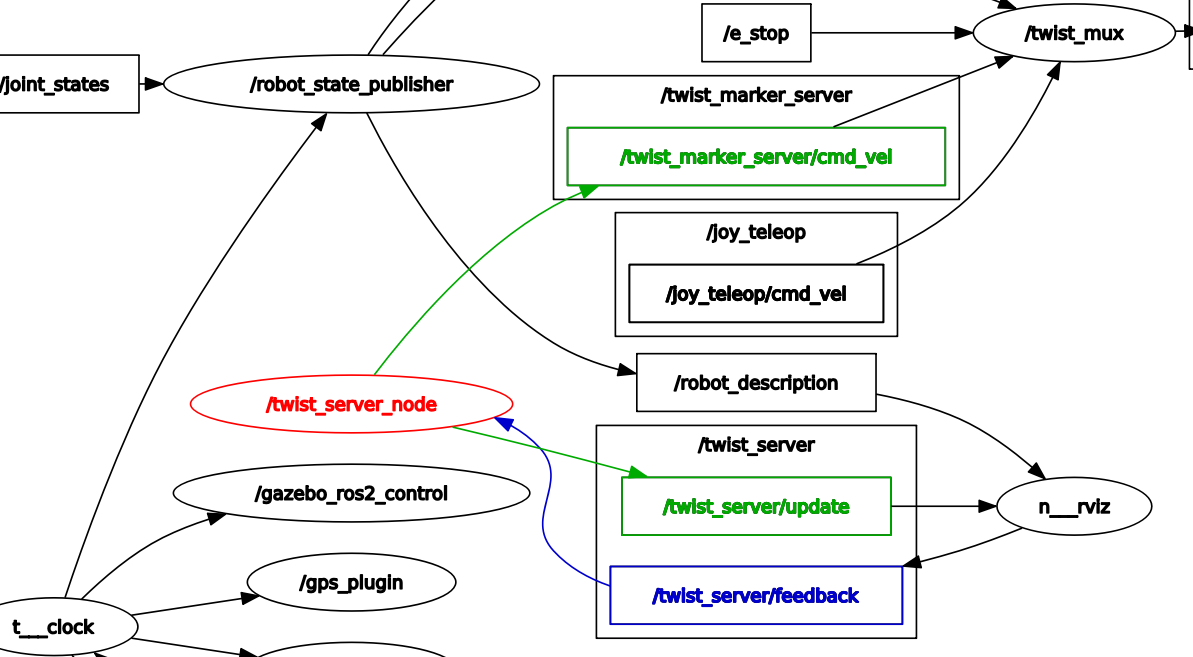 /e_stop
/twist_mux
/joint_states
/robot_state_publisher
/twist_marker_server
/twist_marker_server/cmd_vel
/joy_teleop
/joy_teleop/cmd_vel
/robot_description
/twist_server_node
/twist_server
/gazebo_ros2_control
/twist_server/update
n___rviz
/gps_plugin
/twist_server/feedback
t___clock